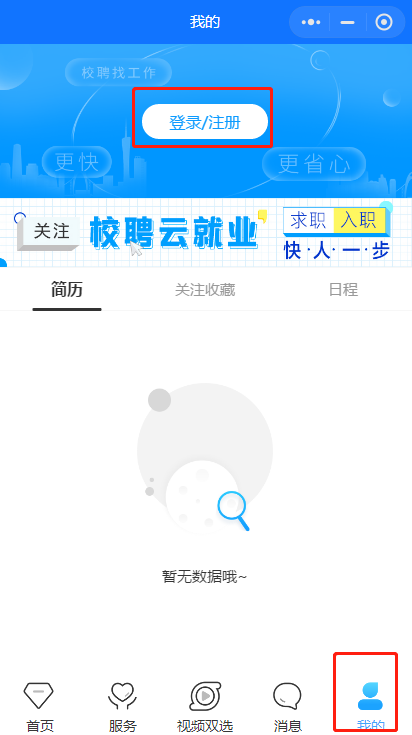 我的
校聘找工作
登录/注册
更快
更省心
关注
校聘云就业
求职 入职
快·人·一·步
简历 关注收藏 日程
暂无数据哦~
首页 服务 视频双选 消息 我的